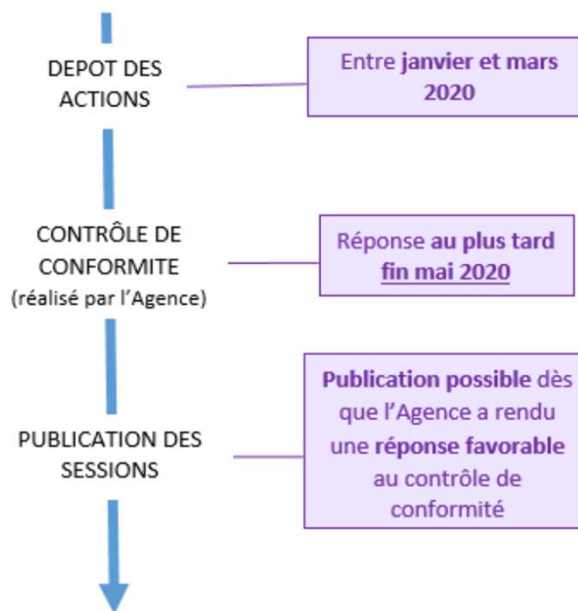 DEPOT DES
ACTIONS
Entre janvier et mars
2020
CONTRÔLE DE
CONFORMITE
(réalisé par l’Agence)
Réponse au plus tard
fin mai 2020
PUBLICATION DES
SESSIONS
Publication possible dès
que l’Agence a rendu
une réponse favorable
au contrôle de
conformité